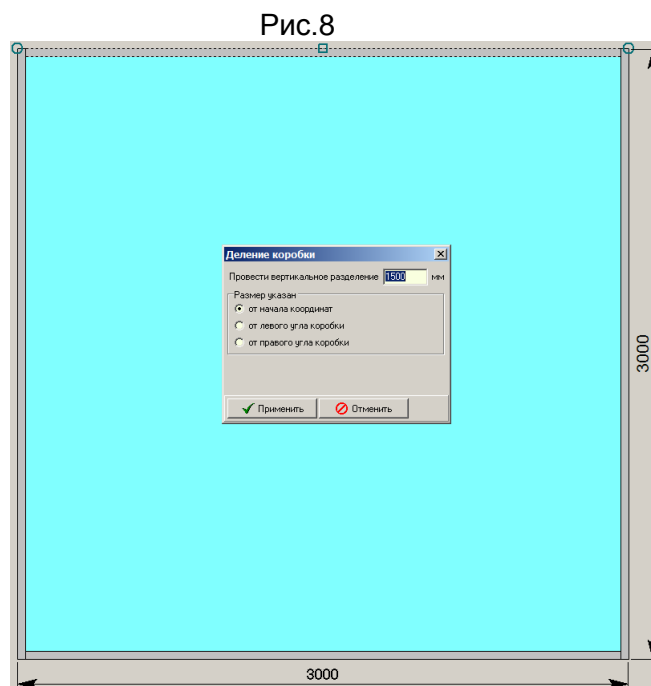 Рис.8
Деление коробки
Провести вертикальное разделение 1500 мм
Размер указан
от начала координат
от левого угла коробки
от правого угла коробки
Применить Отменить
3000
3000